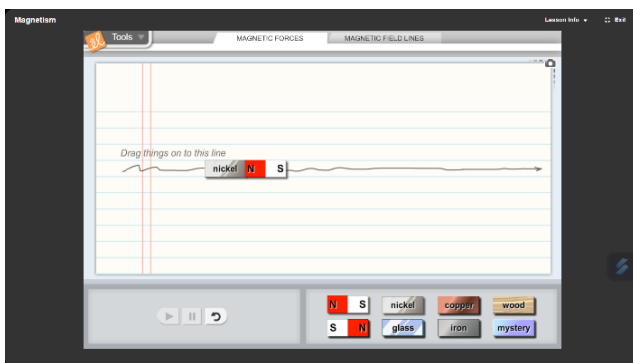 Magnetism
Lesson Info
Exit
Tools
MAGNETIC FORCES
MAGNETIC FIELD LINES
Drag things on to this line
nickel N S
N S nickel copper wood
S N glass iron mystery